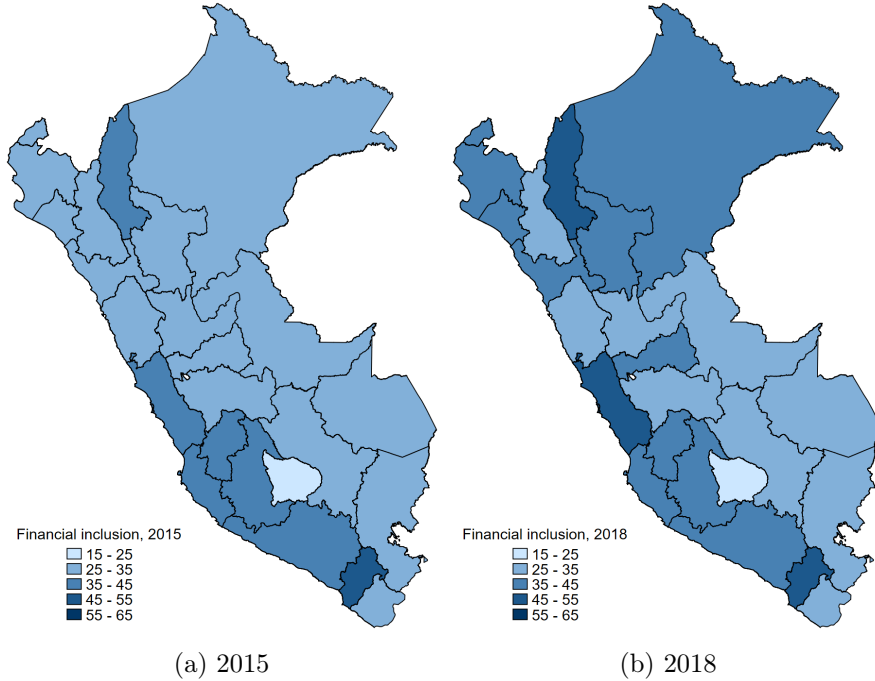 Financial inclusion, 2015
15 - 25
25 - 35
35 - 45
45 - 55
55 - 65
(a) 2015
Financial inclusion, 2018
15 - 25
25 - 35
35 - 45
45 - 55
55 - 65
(b) 2018